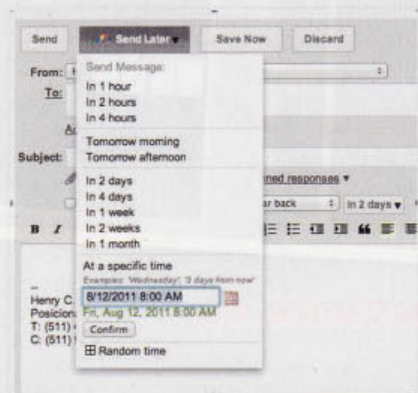 Send Send Later Save Now Discard
From:
To:
Send Message:
In 1 hour
In 2 hours
In 4 hours
Tomorrow morning
Tomorrow afternoon
Subject:
In 2 days
In 4 days
In 1 week
In 2 weeks
In 1 month
responses
back In 2 days
B I
At a specific time
Examples: 'Wednesday', '3 days from now'
8/12/2011 8:00 AM
Fri, Aug 12, 2011 8:00 AM
Confirm
Random time
--
Henry C.
Posicion
T: (511)
C: (511)